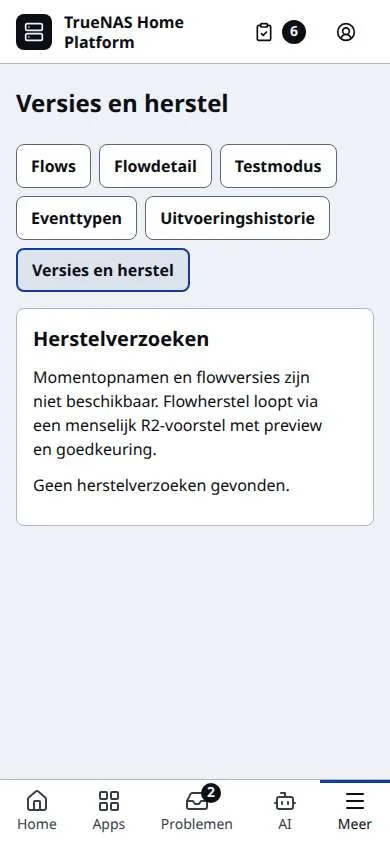 TrueNAS Home
Platform
6
Versies en herstel
Flows
Flowdetail
Testmodus
Eventtypen
Uitvoeringshistorie
Versies en herstel
Herstelverzoeken
Momentopnamen en flowversies zijn
niet beschikbaar. Flowherstel loopt via
een menselijk R2-voorstel met preview
en goedkeuring.
Geen herstelverzoeken gevonden.
2
Home
Apps
Problemen
AI
Meer